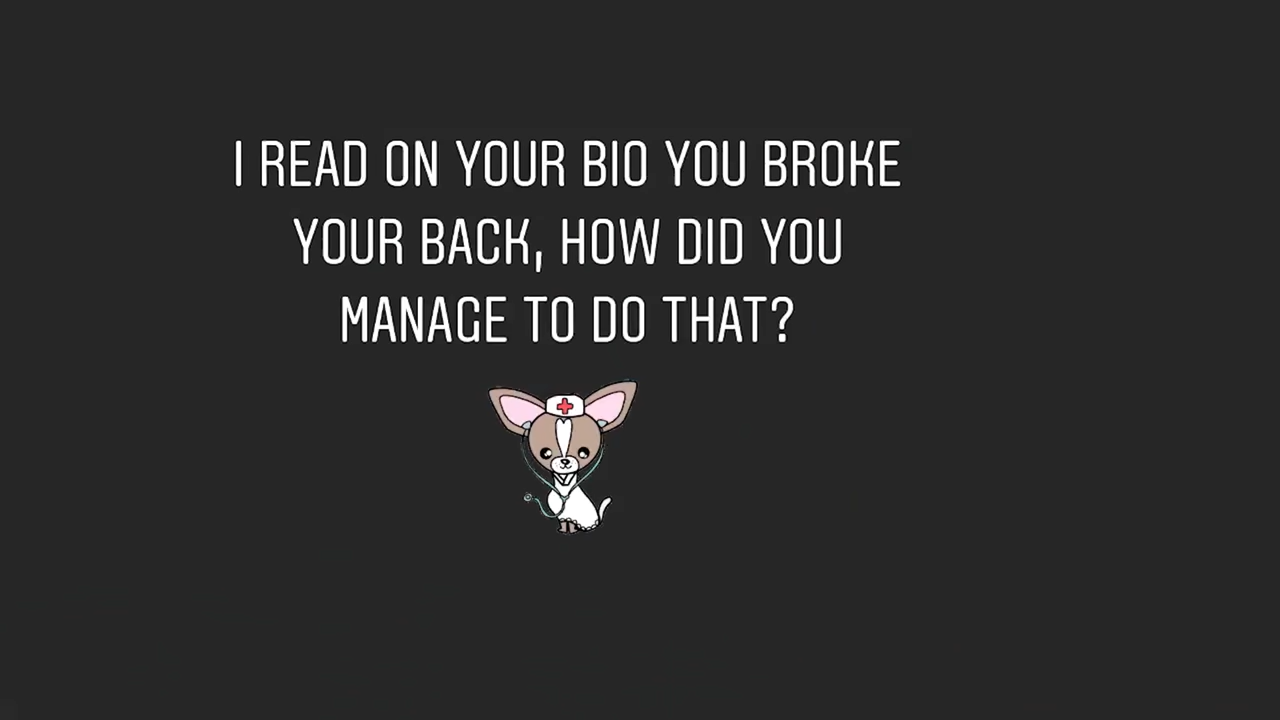 I READ ON YOUR BIO YOU BROKE
YOUR BACK, HOW DID YOU
MANAGE TO DO THAT?